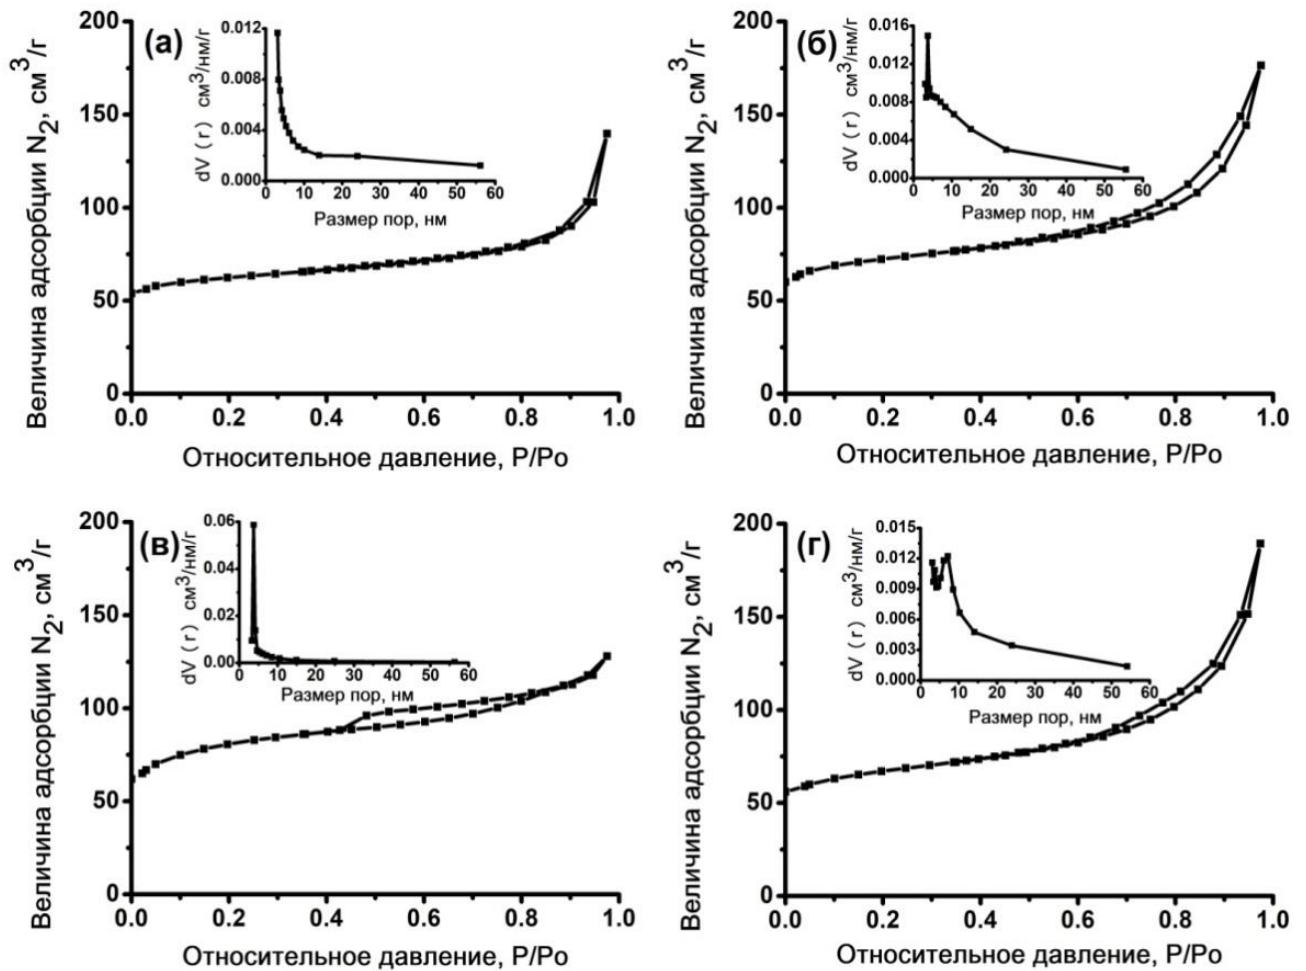 (а)
Величина адсорбции N2, см3/г
200
150
100
50
0
0.0 0.2 0.4 0.6 0.8 1.0
Относительное давление, P/Po
dV (r) см3/нм/г
0.012
0.008
0.004
0.000
0 10 20 30 40 50 60
Размер пор, нм
(б)
Величина адсорбции N2, см3/г
200
150
100
50
0
0.0 0.2 0.4 0.6 0.8 1.0
Относительное давление, P/Po
dV (r) см3/нм/г
0.016
0.012
0.008
0.004
0.000
0 10 20 30 40 50 60
Размер пор, нм
(в)
Величина адсорбции N2, см3/г
200
150
100
50
0
0.0 0.2 0.4 0.6 0.8 1.0
Относительное давление, P/Po
dV (r) см3/нм/г
0.06
0.04
0.02
0.00
0 10 20 30 40 50 60
Размер пор, нм
(г)
Величина адсорбции N2, см3/г
200
150
100
50
0
0.0 0.2 0.4 0.6 0.8 1.0
Относительное давление, P/Po
dV (r) см3/нм/г
0.015
0.012
0.009
0.006
0.003
0.000
0 10 20 30 40 50 60
Размер пор, нм